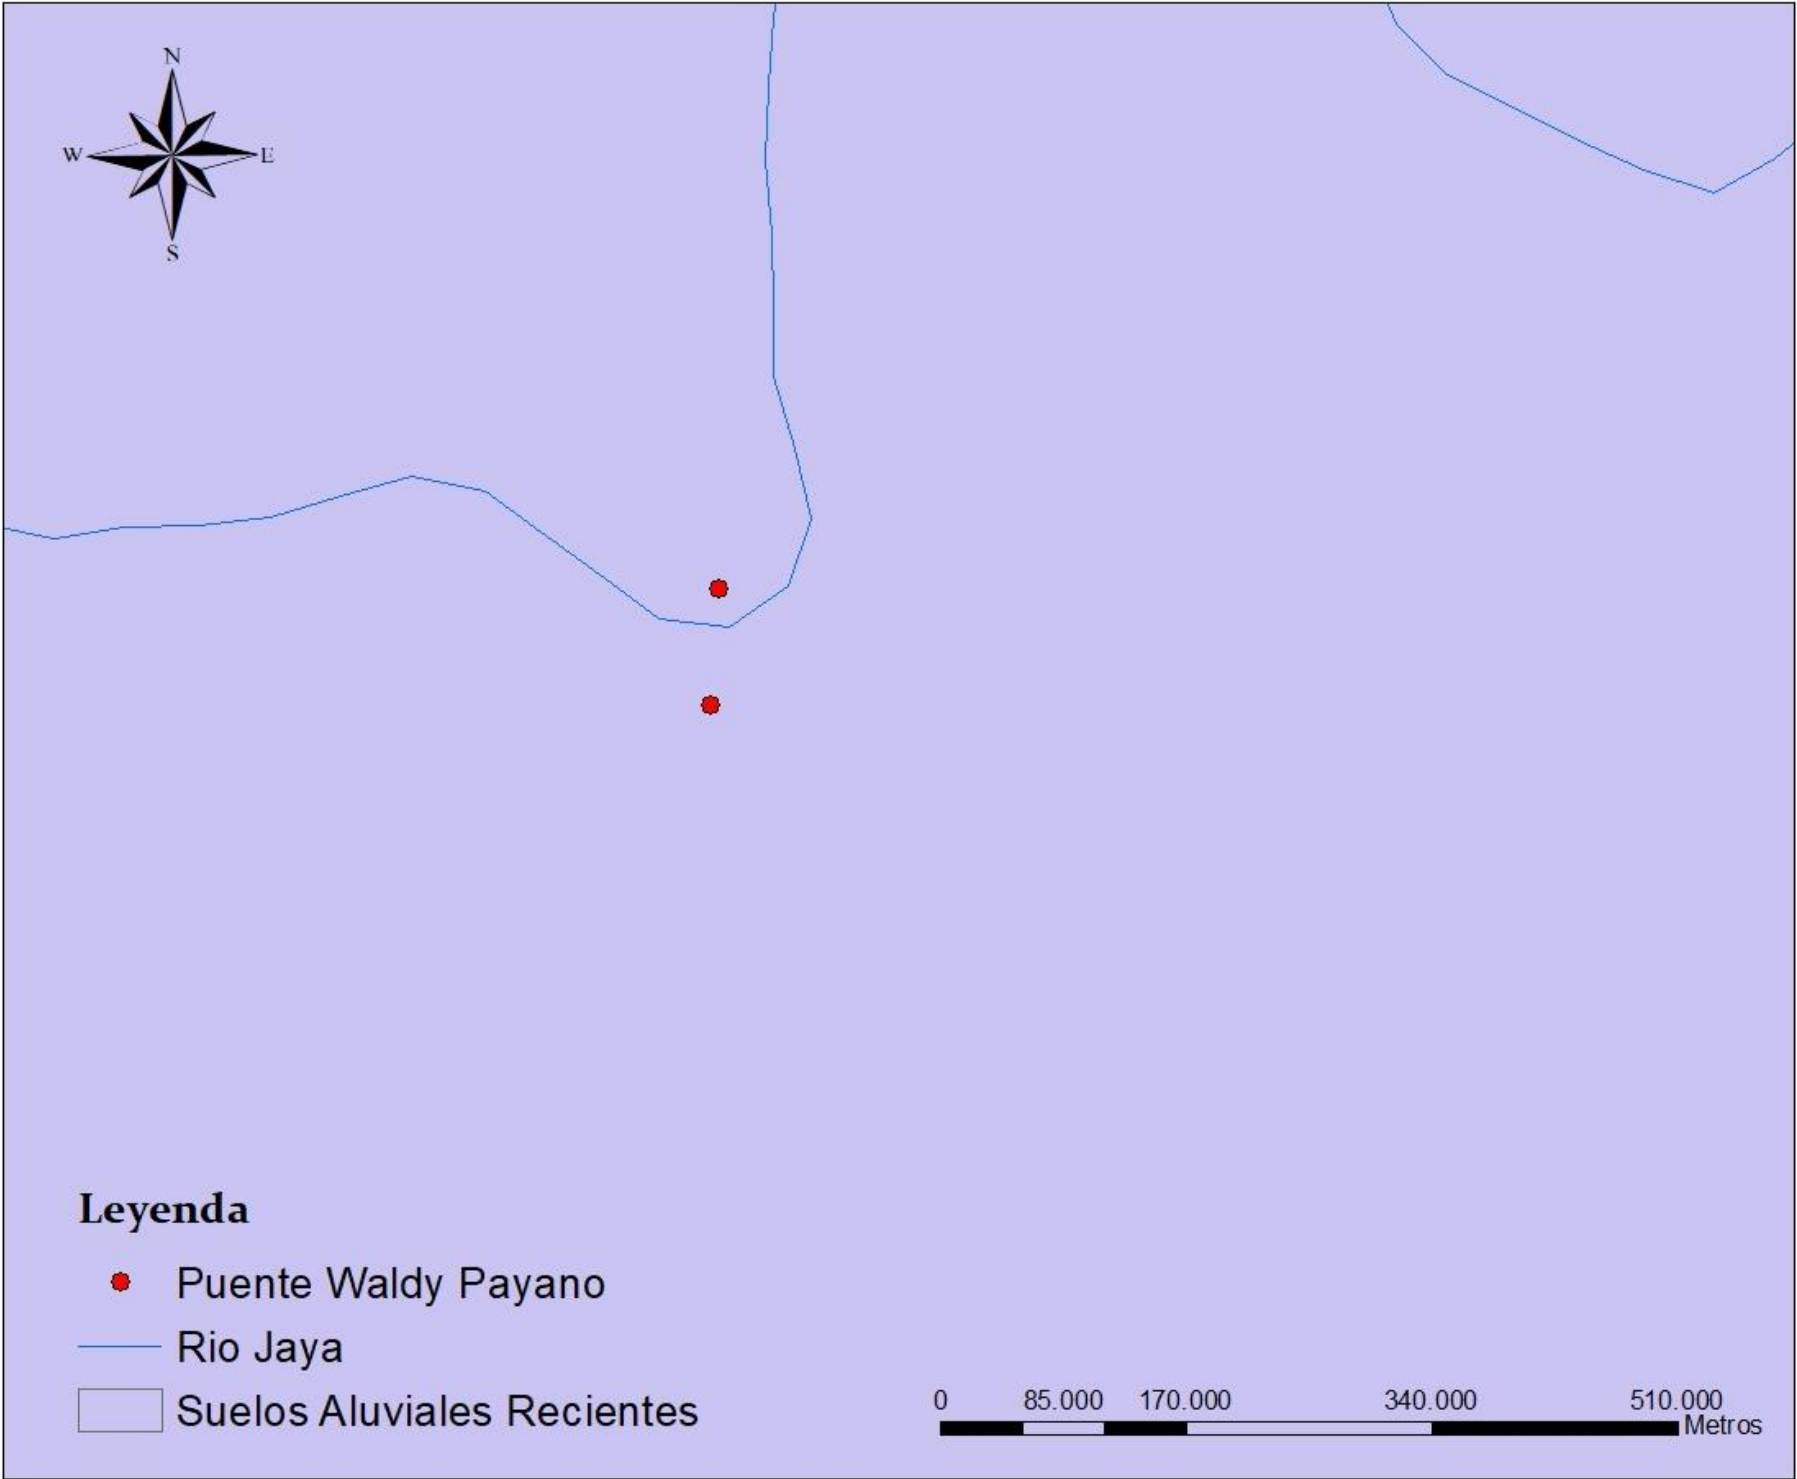 N
W E
S
Leyenda
Puente Waldy Payano
Rio Jaya
Suelos Aluviales Recientes
0 85.000 170.000 340.000 510.000
Metros